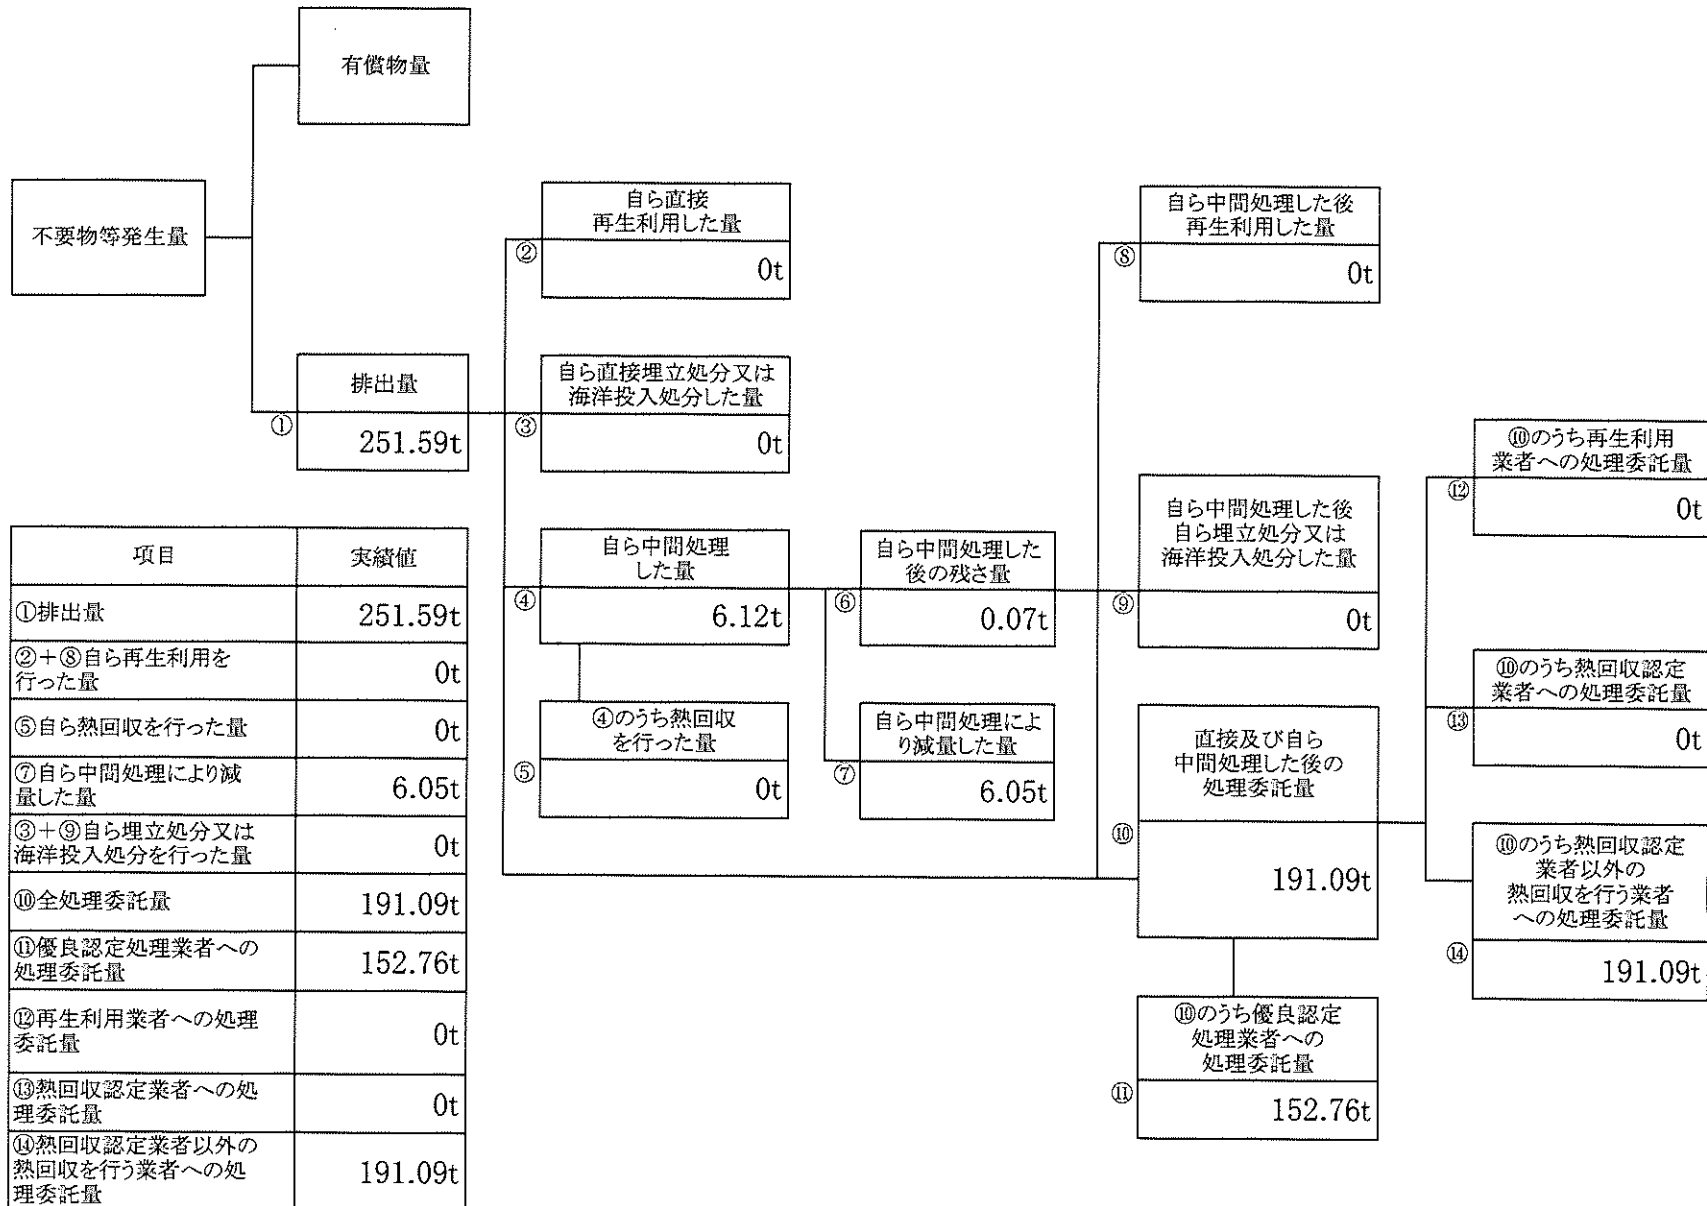 有償物量
不要物等発生量
自ら直接
再生利用した量
②
0t
自ら中間処理した後
再生利用した量
⑧
0t
排出量
①
251.59t
自ら直接埋立処分又は
海洋投入処分した量
③
0t
自ら中間処理
した量
④
6.12t
自ら中間処理した
後の残さ量
⑥
0.07t
自ら中間処理した後
自ら埋立処分又は
海洋投入処分した量
⑨
0t
⑩のうち再生利用
業者への処理委託量
⑫
0t
④のうち熱回収
を行った量
⑤
0t
自ら中間処理によ
り減量した量
⑦
6.05t
直接及び自ら
中間処理した後の
処理委託量
⑩
191.09t
⑩のうち熱回収認定
業者への処理委託量
⑬
0t
⑩のうち熱回収認定
業者以外の
熱回収を行う業者
への処理委託量
⑭
191.09t
⑩のうち優良認定
処理業者への
処理委託量
⑪
152.76t
項目 実績値
①排出量 251.59t
②+⑧自ら再生利用を
行った量 0t
⑤自ら熱回収を行った量 0t
⑦自ら中間処理により減
量した量 6.05t
③+⑨自ら埋立処分又は
海洋投入処分を行った量 0t
⑩全処理委託量 191.09t
⑪優良認定処理業者への
処理委託量 152.76t
⑫再生利用業者への処理
委託量 0t
⑬熱回収認定業者への処
理委託量 0t
⑭熱回収認定業者以外の
熱回収を行う業者への処
理委託量 191.09t